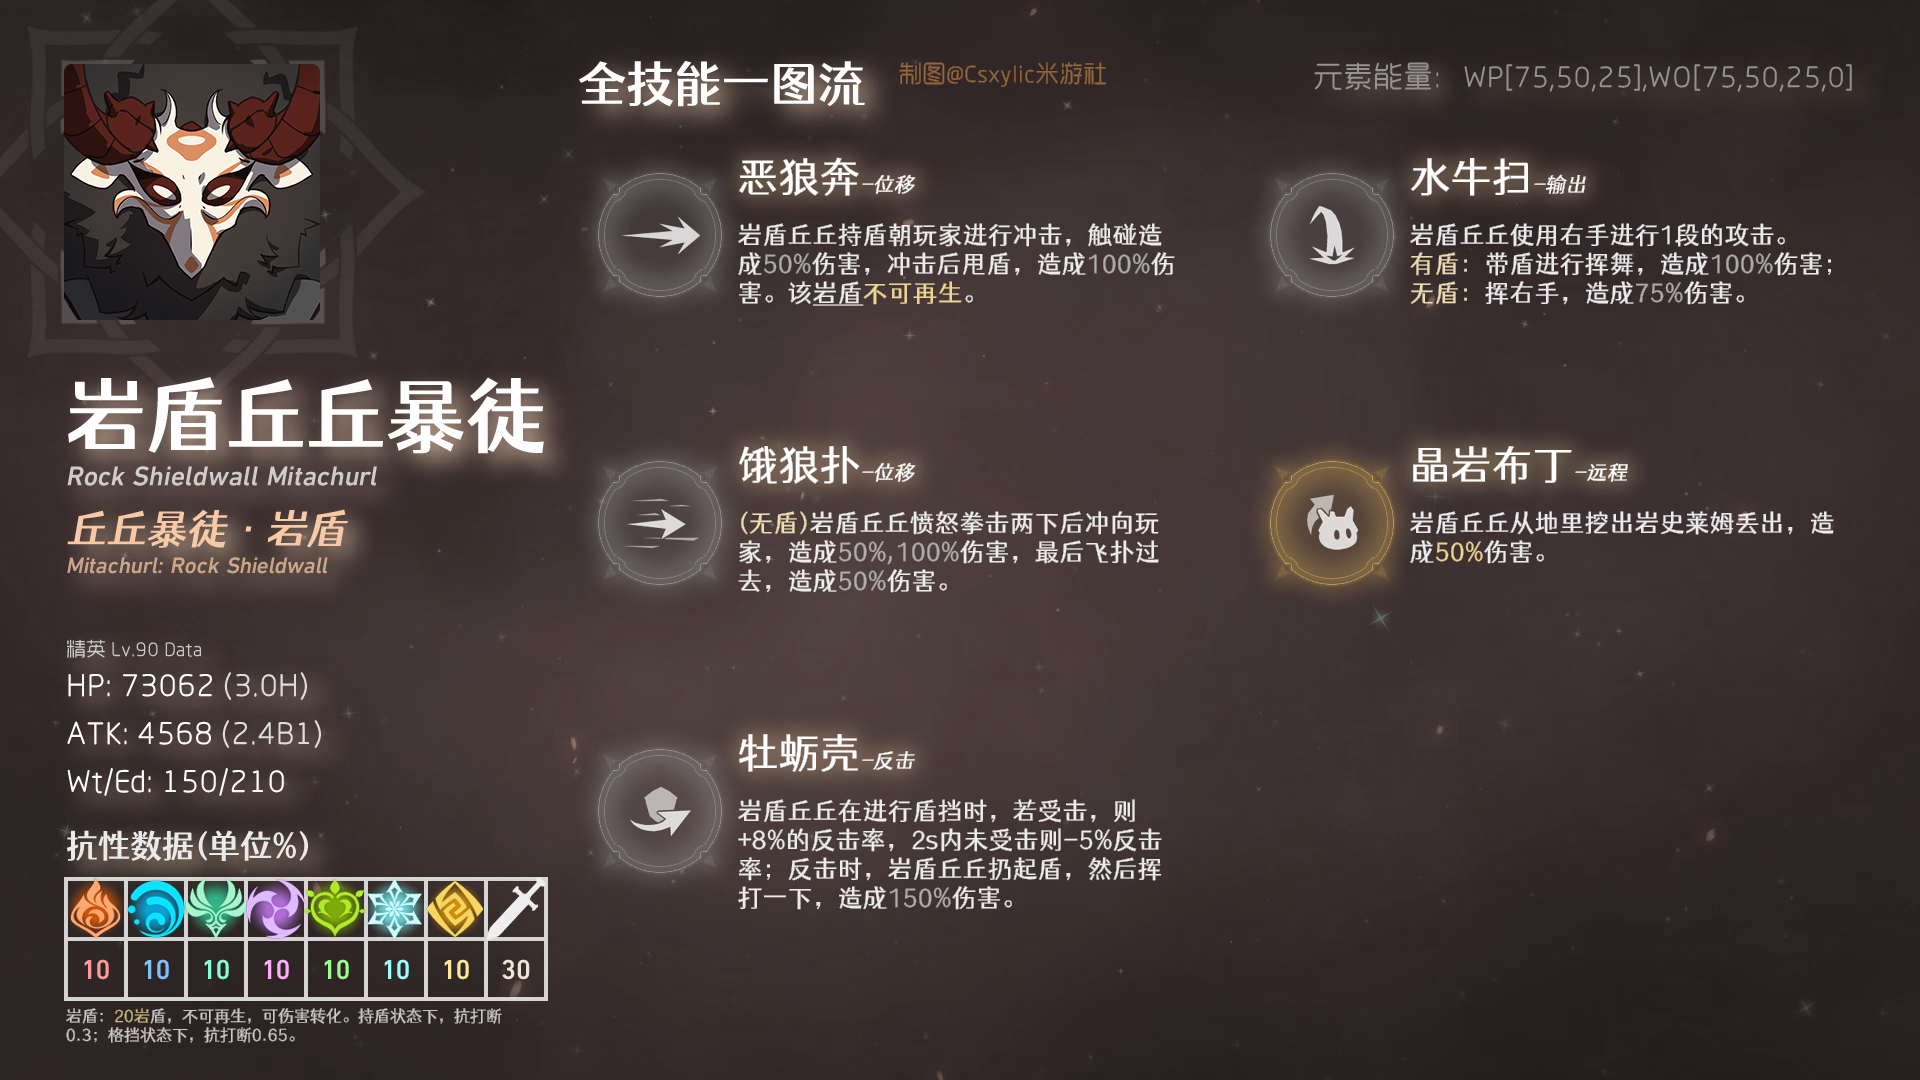 全技能一图流
制图@Csxylic米游社
元素能量： WP[75,50,25],WO[75,50,25,0]
岩盾丘丘暴徒
Rock Shieldwall Mitachurl
丘丘暴徒 · 岩盾
Mitachurl: Rock Shieldwall
精英 Lv.90 Data
HP: 73062 (3.0H)
ATK: 4568 (2.4B1)
Wt/Ed: 150/210
抗性数据(单位%)
10 10 10 10 10 10 10 30
岩盾：20岩盾，不可再生，可伤害转化。持盾状态下，抗打断
0.3；格挡状态下，抗打断0.65。
恶狼奔-位移
岩盾丘丘持盾朝玩家进行冲击，触碰造
成50%伤害，冲击后甩盾，造成100%伤
害。该岩盾不可再生。
饿狼扑-位移
(无盾)岩盾丘丘愤怒拳击两下后冲向玩
家，造成50%,100%伤害，最后飞扑过
去，造成50%伤害。
牡蛎壳-反击
岩盾丘丘在进行盾挡时，若受击，则
+8%的反击率，2s内未受击则-5%反击
率；反击时，岩盾丘丘扔起盾，然后挥
打一下，造成150%伤害。
水牛扫-输出
岩盾丘丘使用右手进行1段的攻击。
有盾：带盾进行挥舞，造成100%伤害；
无盾：挥右手，造成75%伤害。
晶岩布丁-远程
岩盾丘丘从地里挖出岩史莱姆丢出，造
成50%伤害。